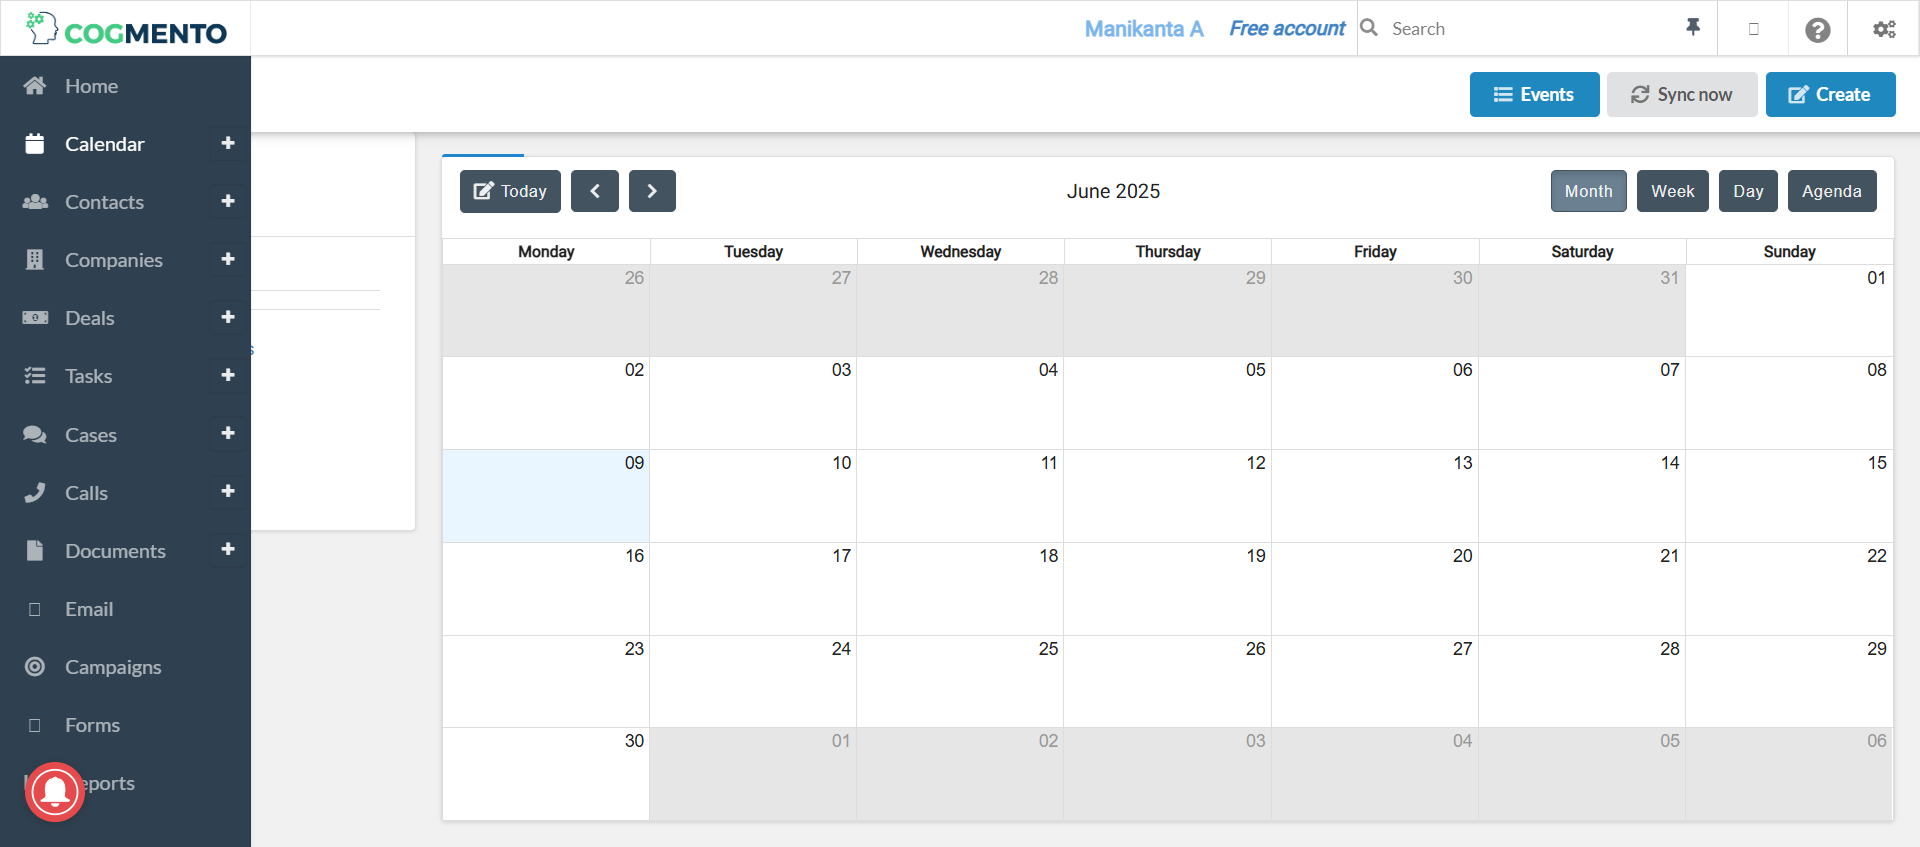 COGMENTO
Manikanta A Free account Search
Home
Calendar
Contacts
Companies
Deals
Tasks
Cases
Calls
Documents
Email
Campaigns
Forms
eports
Events Sync now Create
s
Today June 2025 Month Week Day Agenda
Monday Tuesday Wednesday Thursday Friday Saturday Sunday
26 27 28 29 30 31 01
02 03 04 05 06 07 08
09 10 11 12 13 14 15
16 17 18 19 20 21 22
23 24 25 26 27 28 29
30 01 02 03 04 05 06